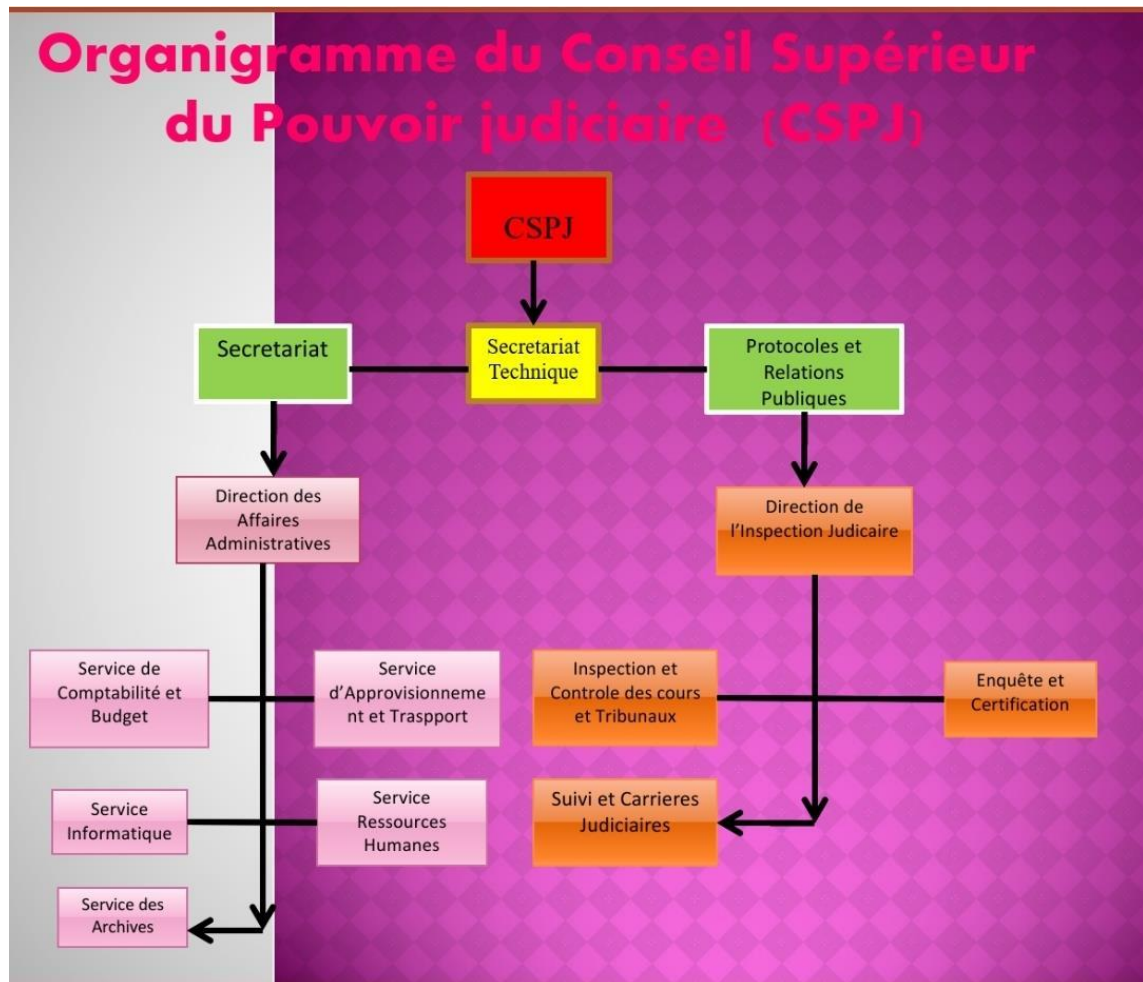 Organigramme du Conseil Supérieur
du Pouvoir judiciaire (CSPJ)
CSPJ
Secretariat
Secretariat
Technique
Protocoles et
Relations
Publiques
Direction des
Affaires
Administratives
Direction de
l'Inspection Judicaire
Service de
Comptabilité et
Budget
Service
d'Approvisionneme
nt et Traspport
Inspection et
Controle des cours
et Tribunaux
Enquête et
Certification
Service
Informatique
Service
Ressources
Humanes
Suivi et Carrieres
Judiciaires
Service des
Archives